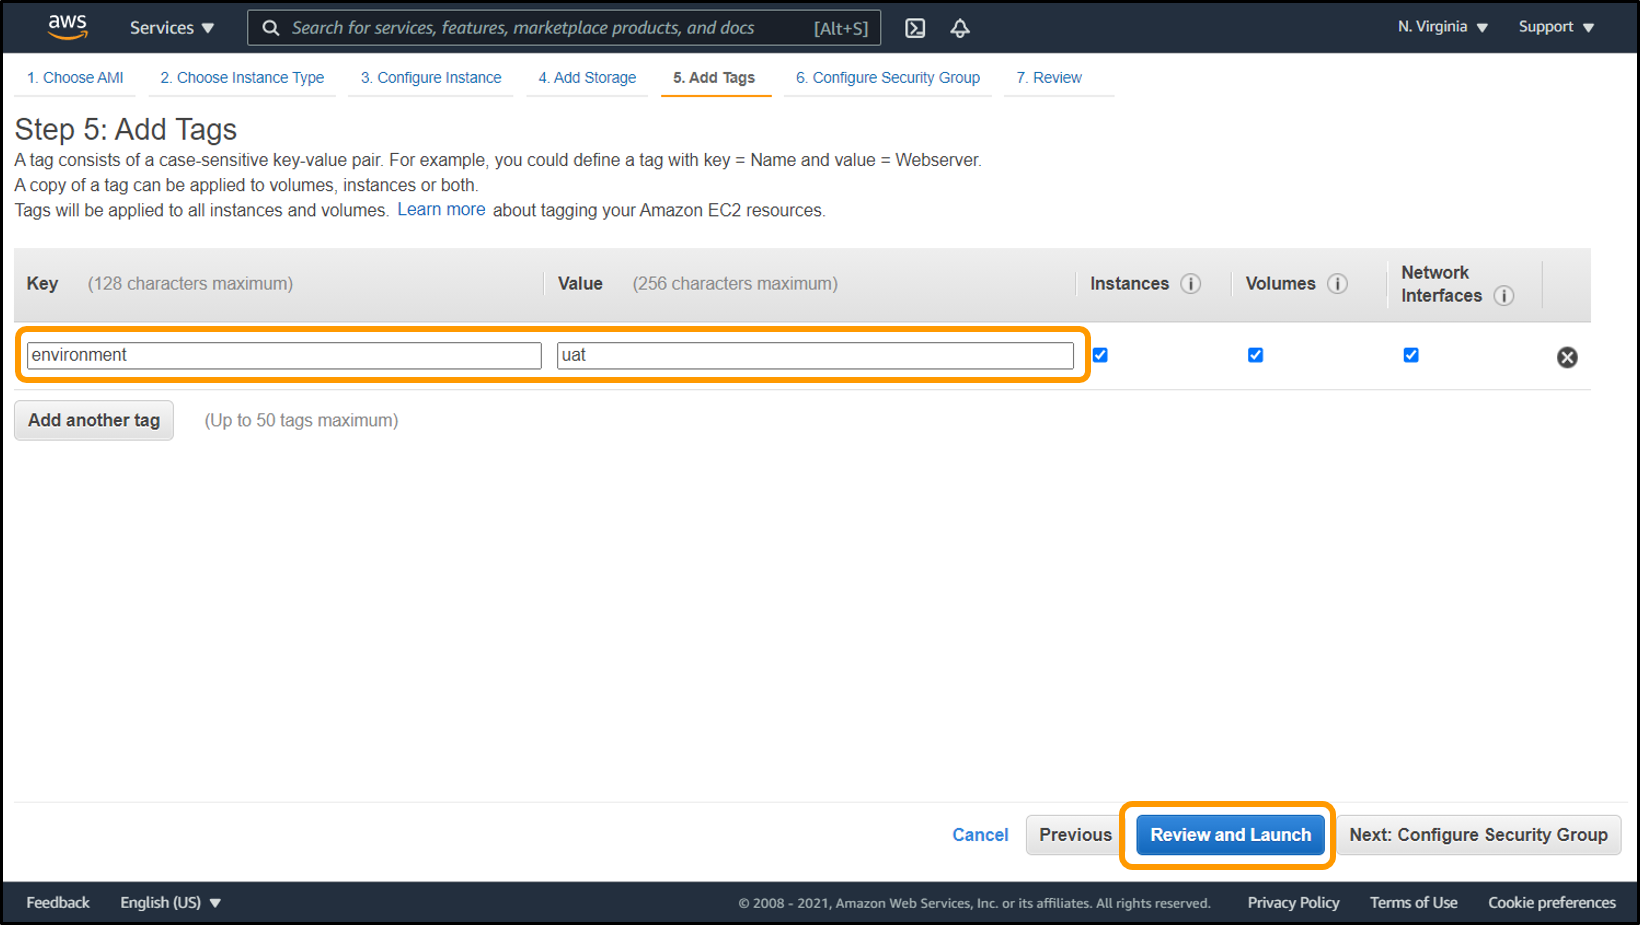 aws Services Search for services, features, marketplace products, and docs [Alt+S] N. Virginia Support
1. Choose AMI 2. Choose Instance Type 3. Configure Instance 4. Add Storage 5. Add Tags 6. Configure Security Group 7. Review
Step 5: Add Tags
A tag consists of a case-sensitive key-value pair. For example, you could define a tag with key = Name and value = Webserver.
A copy of a tag can be applied to volumes, instances or both.
Tags will be applied to all instances and volumes. Learn more about tagging your Amazon EC2 resources.
Key (128 characters maximum) Value (256 characters maximum) Instances i Volumes i Network
Interfaces i
environment uat
Add another tag (Up to 50 tags maximum)
Cancel Previous Review and Launch Next: Configure Security Group
Feedback English (US) © 2008 - 2021, Amazon Web Services, Inc. or its affiliates. All rights reserved. Privacy Policy Terms of Use Cookie preferences